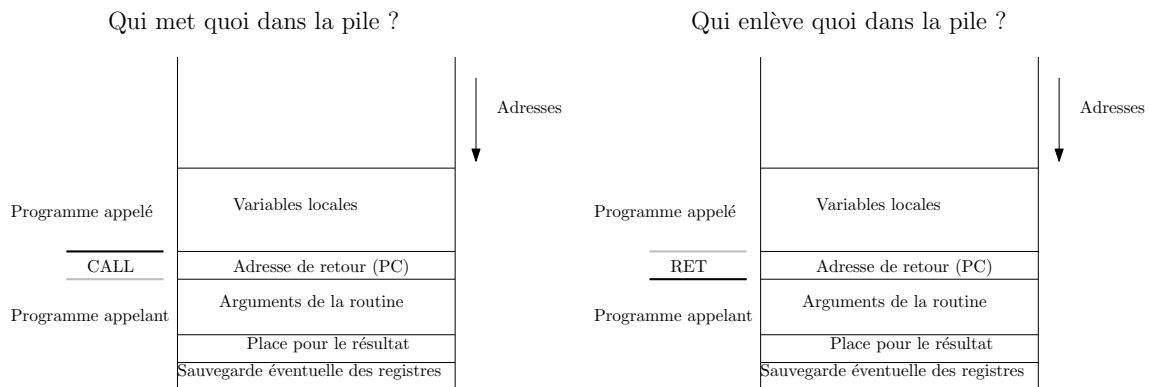 Qui met quoi dans la pile ?
Adresses
Variables locales
Programme appelé
CALL
Adresse de retour (PC)
Arguments de la routine
Programme appelant
Place pour le résultat
Sauvegarde éventuelle des registres
Qui enlève quoi dans la pile ?
Adresses
Variables locales
Programme appelé
RET
Adresse de retour (PC)
Arguments de la routine
Programme appelant
Place pour le résultat
Sauvegarde éventuelle des registres